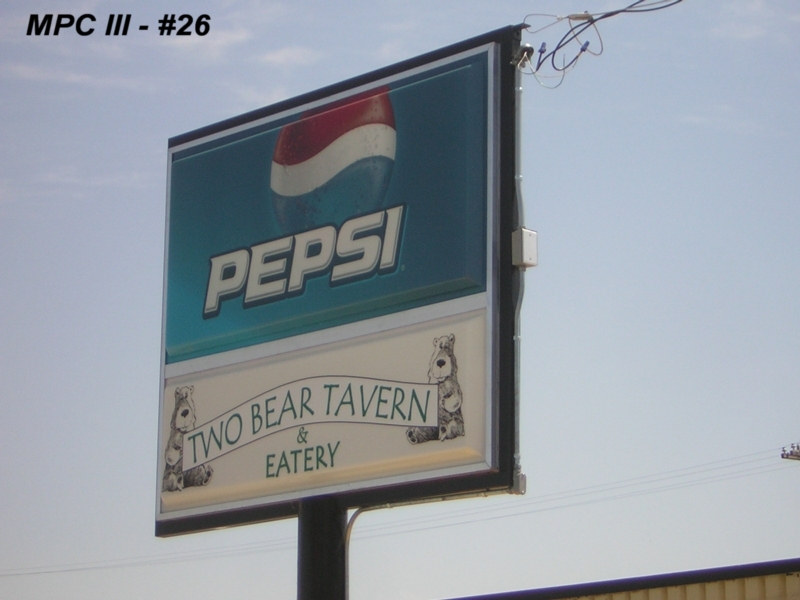 MPC III - #26
PEPSI
TWO BEAR TAVERN
&
EATERY